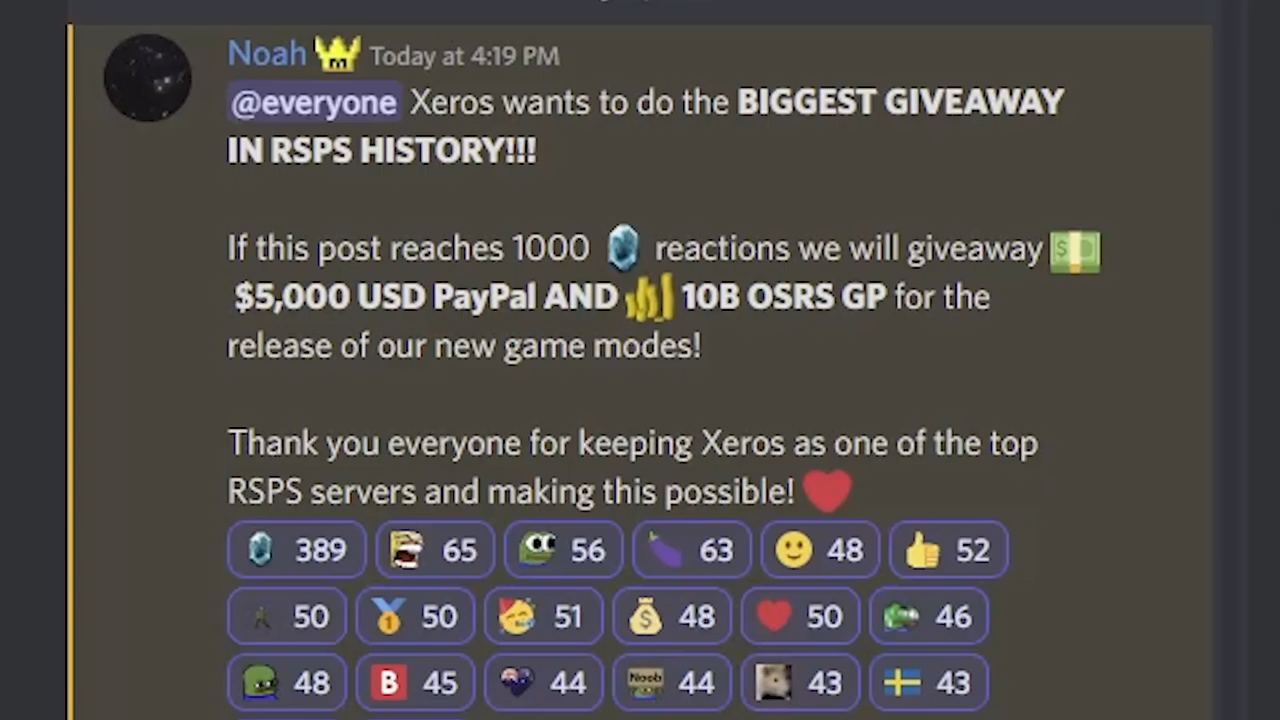 Noah Today at 4:19 PM
@everyone Xeros wants to do the BIGGEST GIVEAWAY
IN RSPS HISTORY!!!
If this post reaches 1000 reactions we will giveaway
$5,000 USD PayPal AND 10B OSRS GP for the
release of our new game modes!
Thank you everyone for keeping Xeros as one of the top
RSPS servers and making this possible!
389 65 56 63 48 52
50 50 51 48 50 46
48 B 45 44 Noob 44 43 43